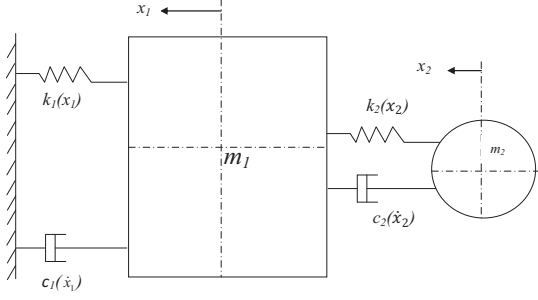 x₁
x₂
k₁(x₁)
k₂(x₂)
m₁
m₂
c₂(ẋ₂)
c₁(ẋ₁)